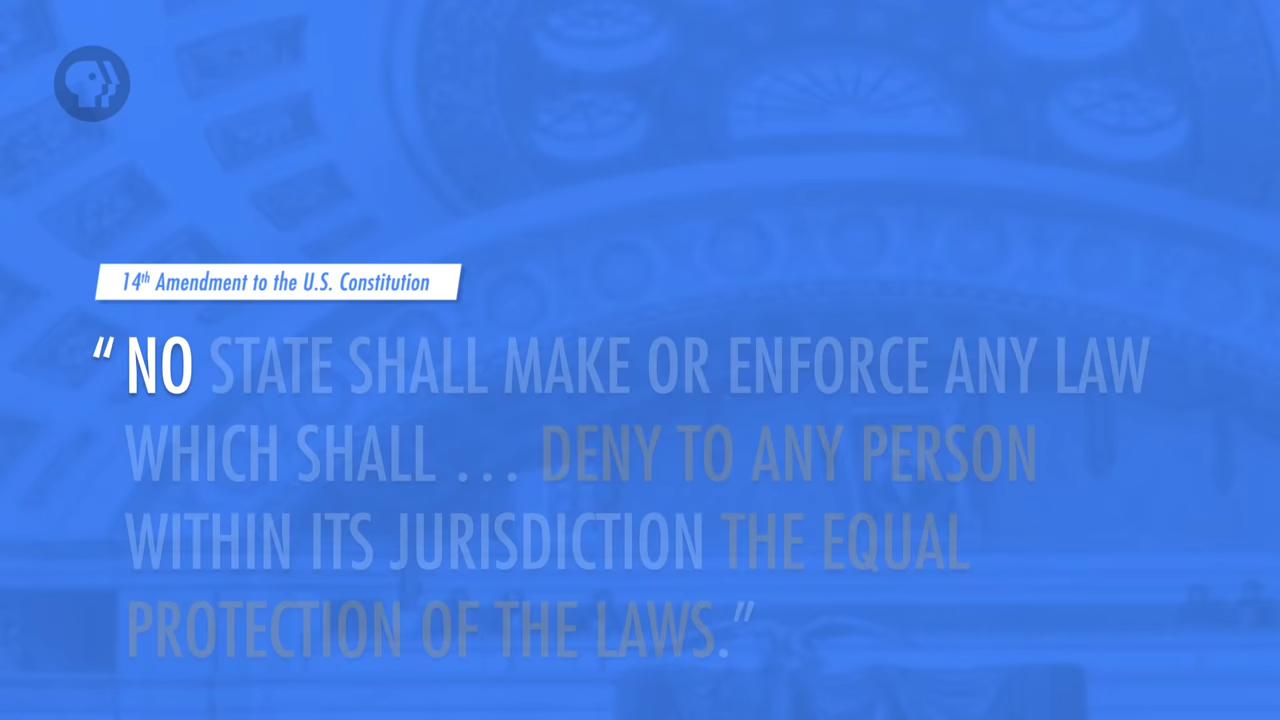 14th Amendment to the U.S. Constitution
“NO STATE SHALL MAKE OR ENFORCE ANY LAW
WHICH SHALL ... DENY TO ANY PERSON
WITHIN ITS JURISDICTION THE EQUAL
PROTECTION OF THE LAWS.”